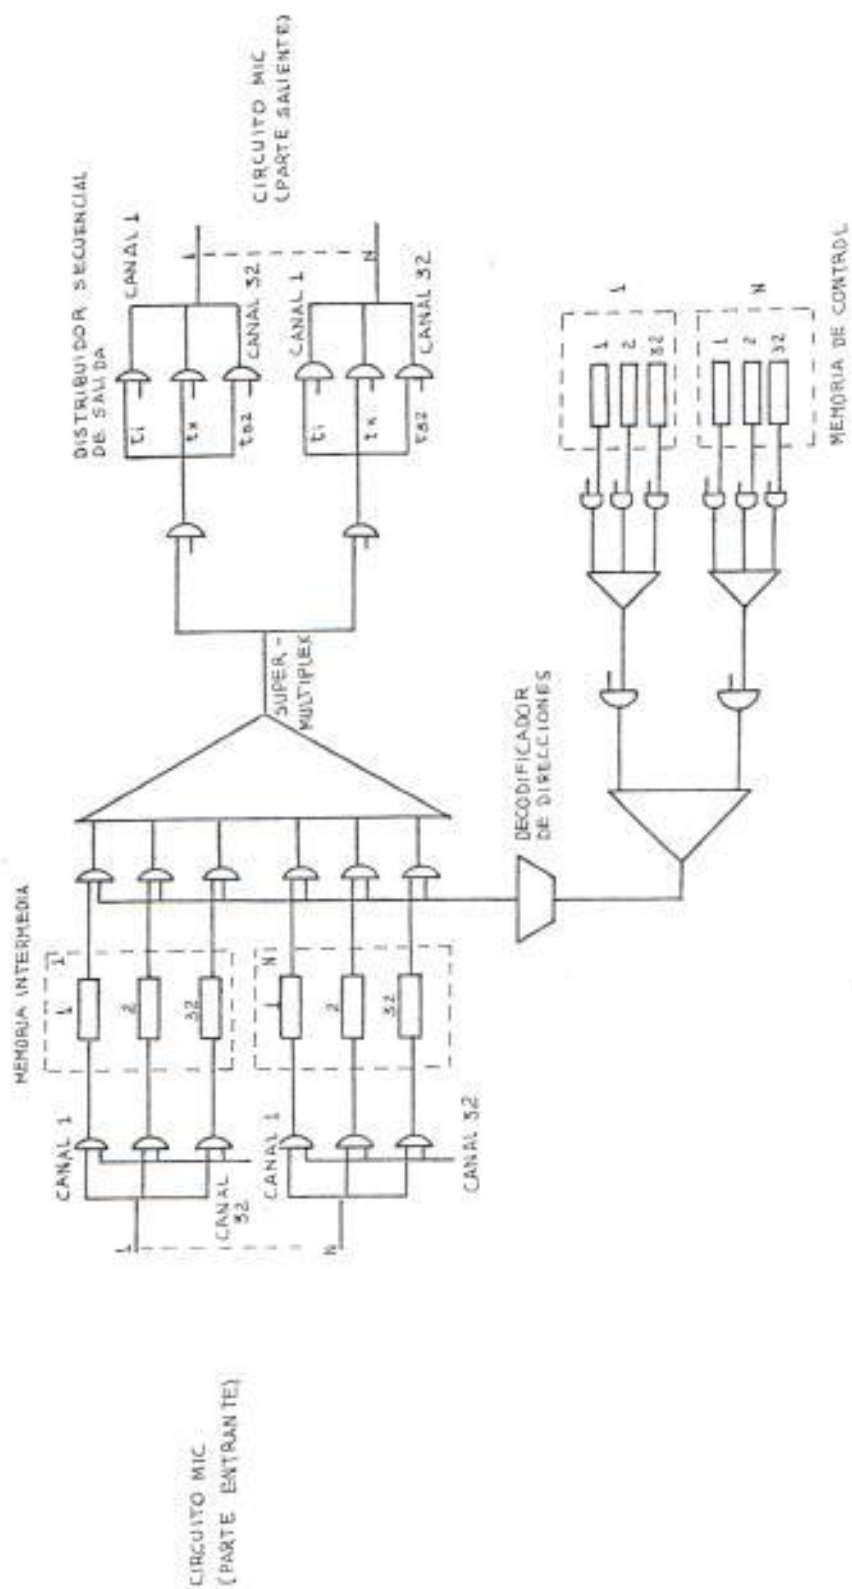 CIRCUITO MIC
(PARTE ENTRANTE)
1
N
CANAL 1
CANAL
32
CANAL 1
CANAL 32
MEMORIA INTERMEDIA
1
1
2
32
N
1
2
32
SUPER-
MULTIPLEX
DISTRIBUIDOR SECUENCIAL
DE SALIDA
t1
tx
t32
CANAL 1
CANAL 32
t1
tx
t32
CANAL 1
CANAL 32
1
N
CIRCUITO MIC
(PARTE SALIENTE)
DECODIFICADOR
DE DIRECCIONES
1
2
32
1
1
2
32
N
MEMORIA DE CONTROL